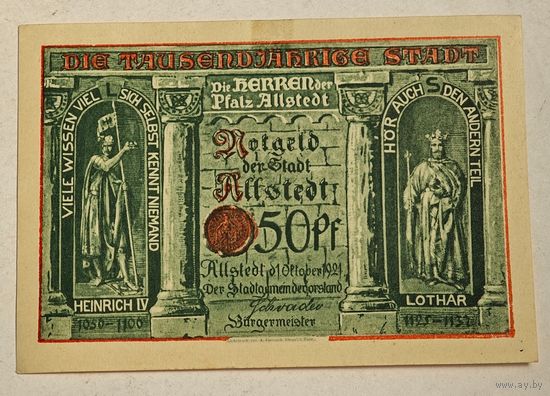 DIE TAUSENDJÄHRIGE STADT
Die HERREN der
Pfalz Allstedt
VIELE WISSEN VIEL
L
SICH SELBST KENNT NIEMAND
HEINRICH IV
1056-1106
Notgeld
der Stadt
Allstedt
50 Pf
Allstedt d. 1 Oktober 1921
Der Stadtgemeindevorstand
Schrader
Bürgermeister
HÖR AUCH
S
DEN ANDERN TEIL
LOTHAR
1125-1137
www.ay.by